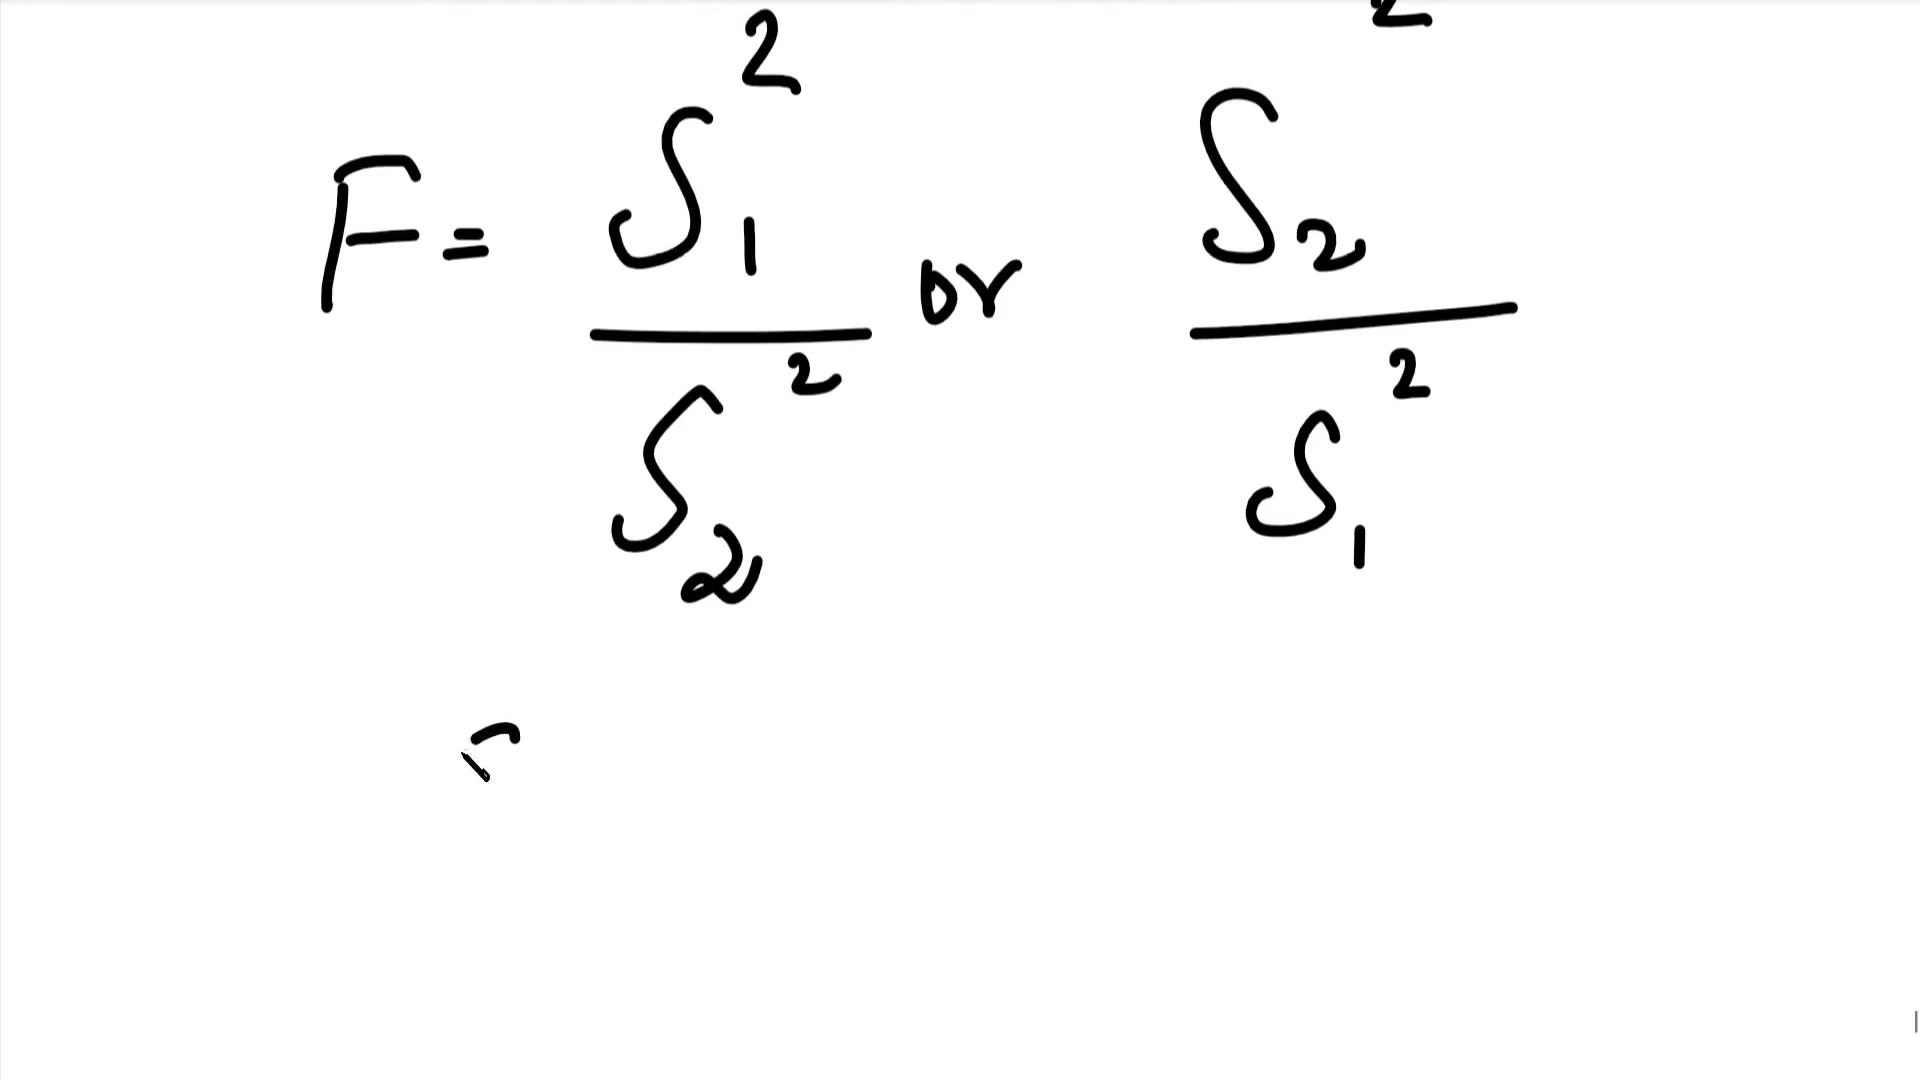 F = S₁² / S₂² or S₂² / S₁²